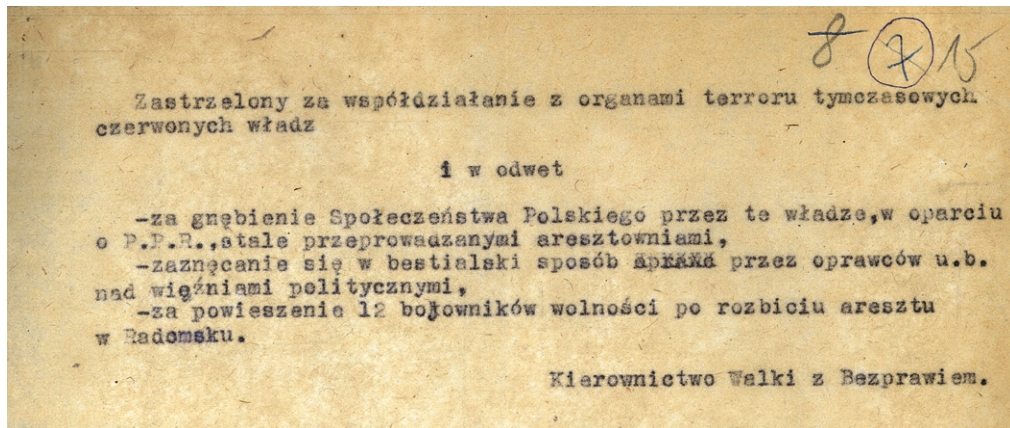 8 7 15
Zastrzelony za współdziałanie z organami terroru tymczasowych
czerwonych władz
i w odwet
-za gnębienie Społeczeństwa Polskiego przez te władze,w oparciu
o P.P.R.,stale przeprowadzanymi aresztowniami,
-zaznęcanie się w bestialski sposób przez oprawców u.b.
nad więźniami politycznymi,
-za powieszenie 12 bojowników wolności po rozbiciu aresztu
w Radomsku.
Kierownictwo Walki z Bezprawiem.